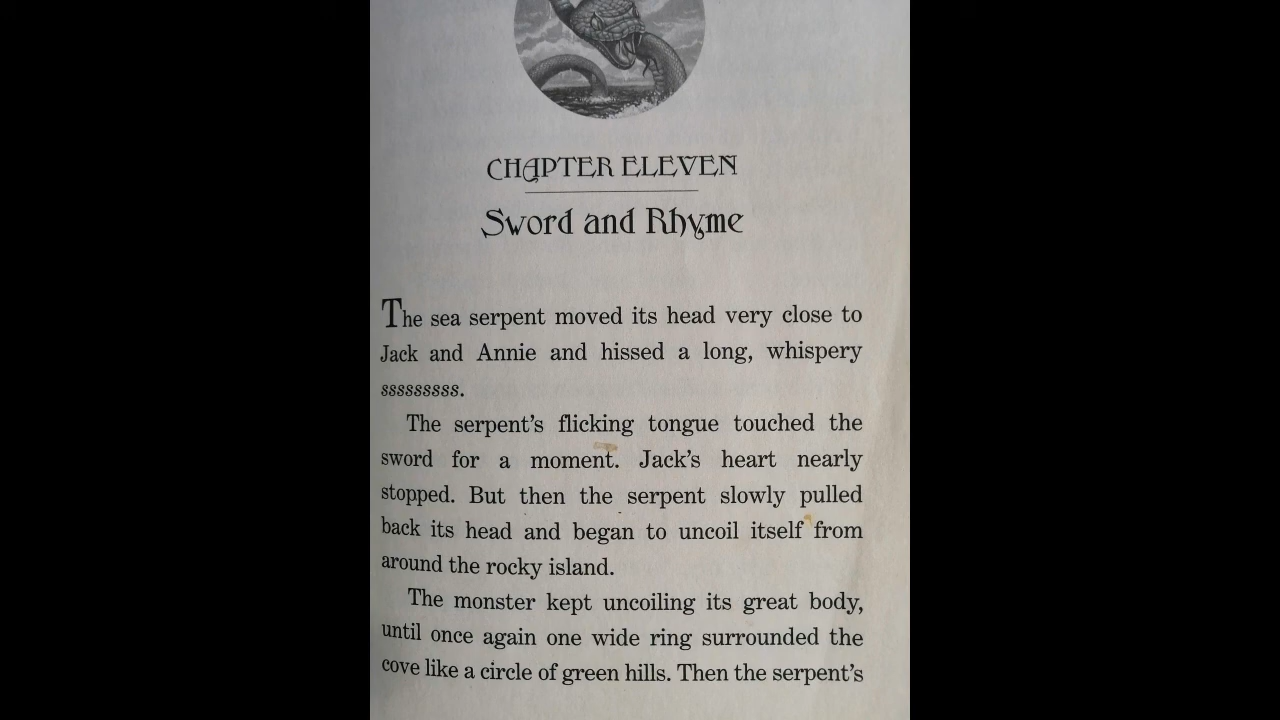 CHAPTER ELEVEN
Sword and Rhyme
The sea serpent moved its head very close to
Jack and Annie and hissed a long, whispery
sssssssss.
The serpent's flicking tongue touched the
sword for a moment. Jack's heart nearly
stopped. But then the serpent slowly pulled
back its head and began to uncoil itself from
around the rocky island.
The monster kept uncoiling its great body,
until once again one wide ring surrounded the
cove like a circle of green hills. Then the serpent's